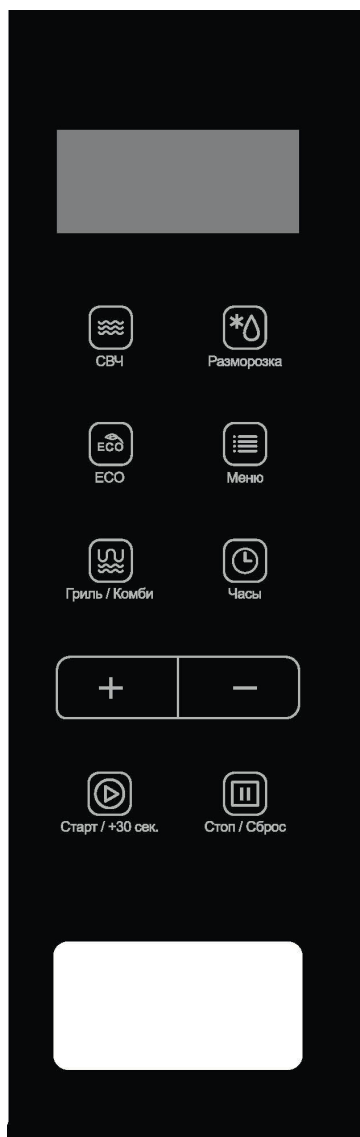 СВЧ
Разморозка
ECO
ECO
Меню
Гриль / Комби
Часы
+
−
Старт / +30 сек.
Стоп / Сброс